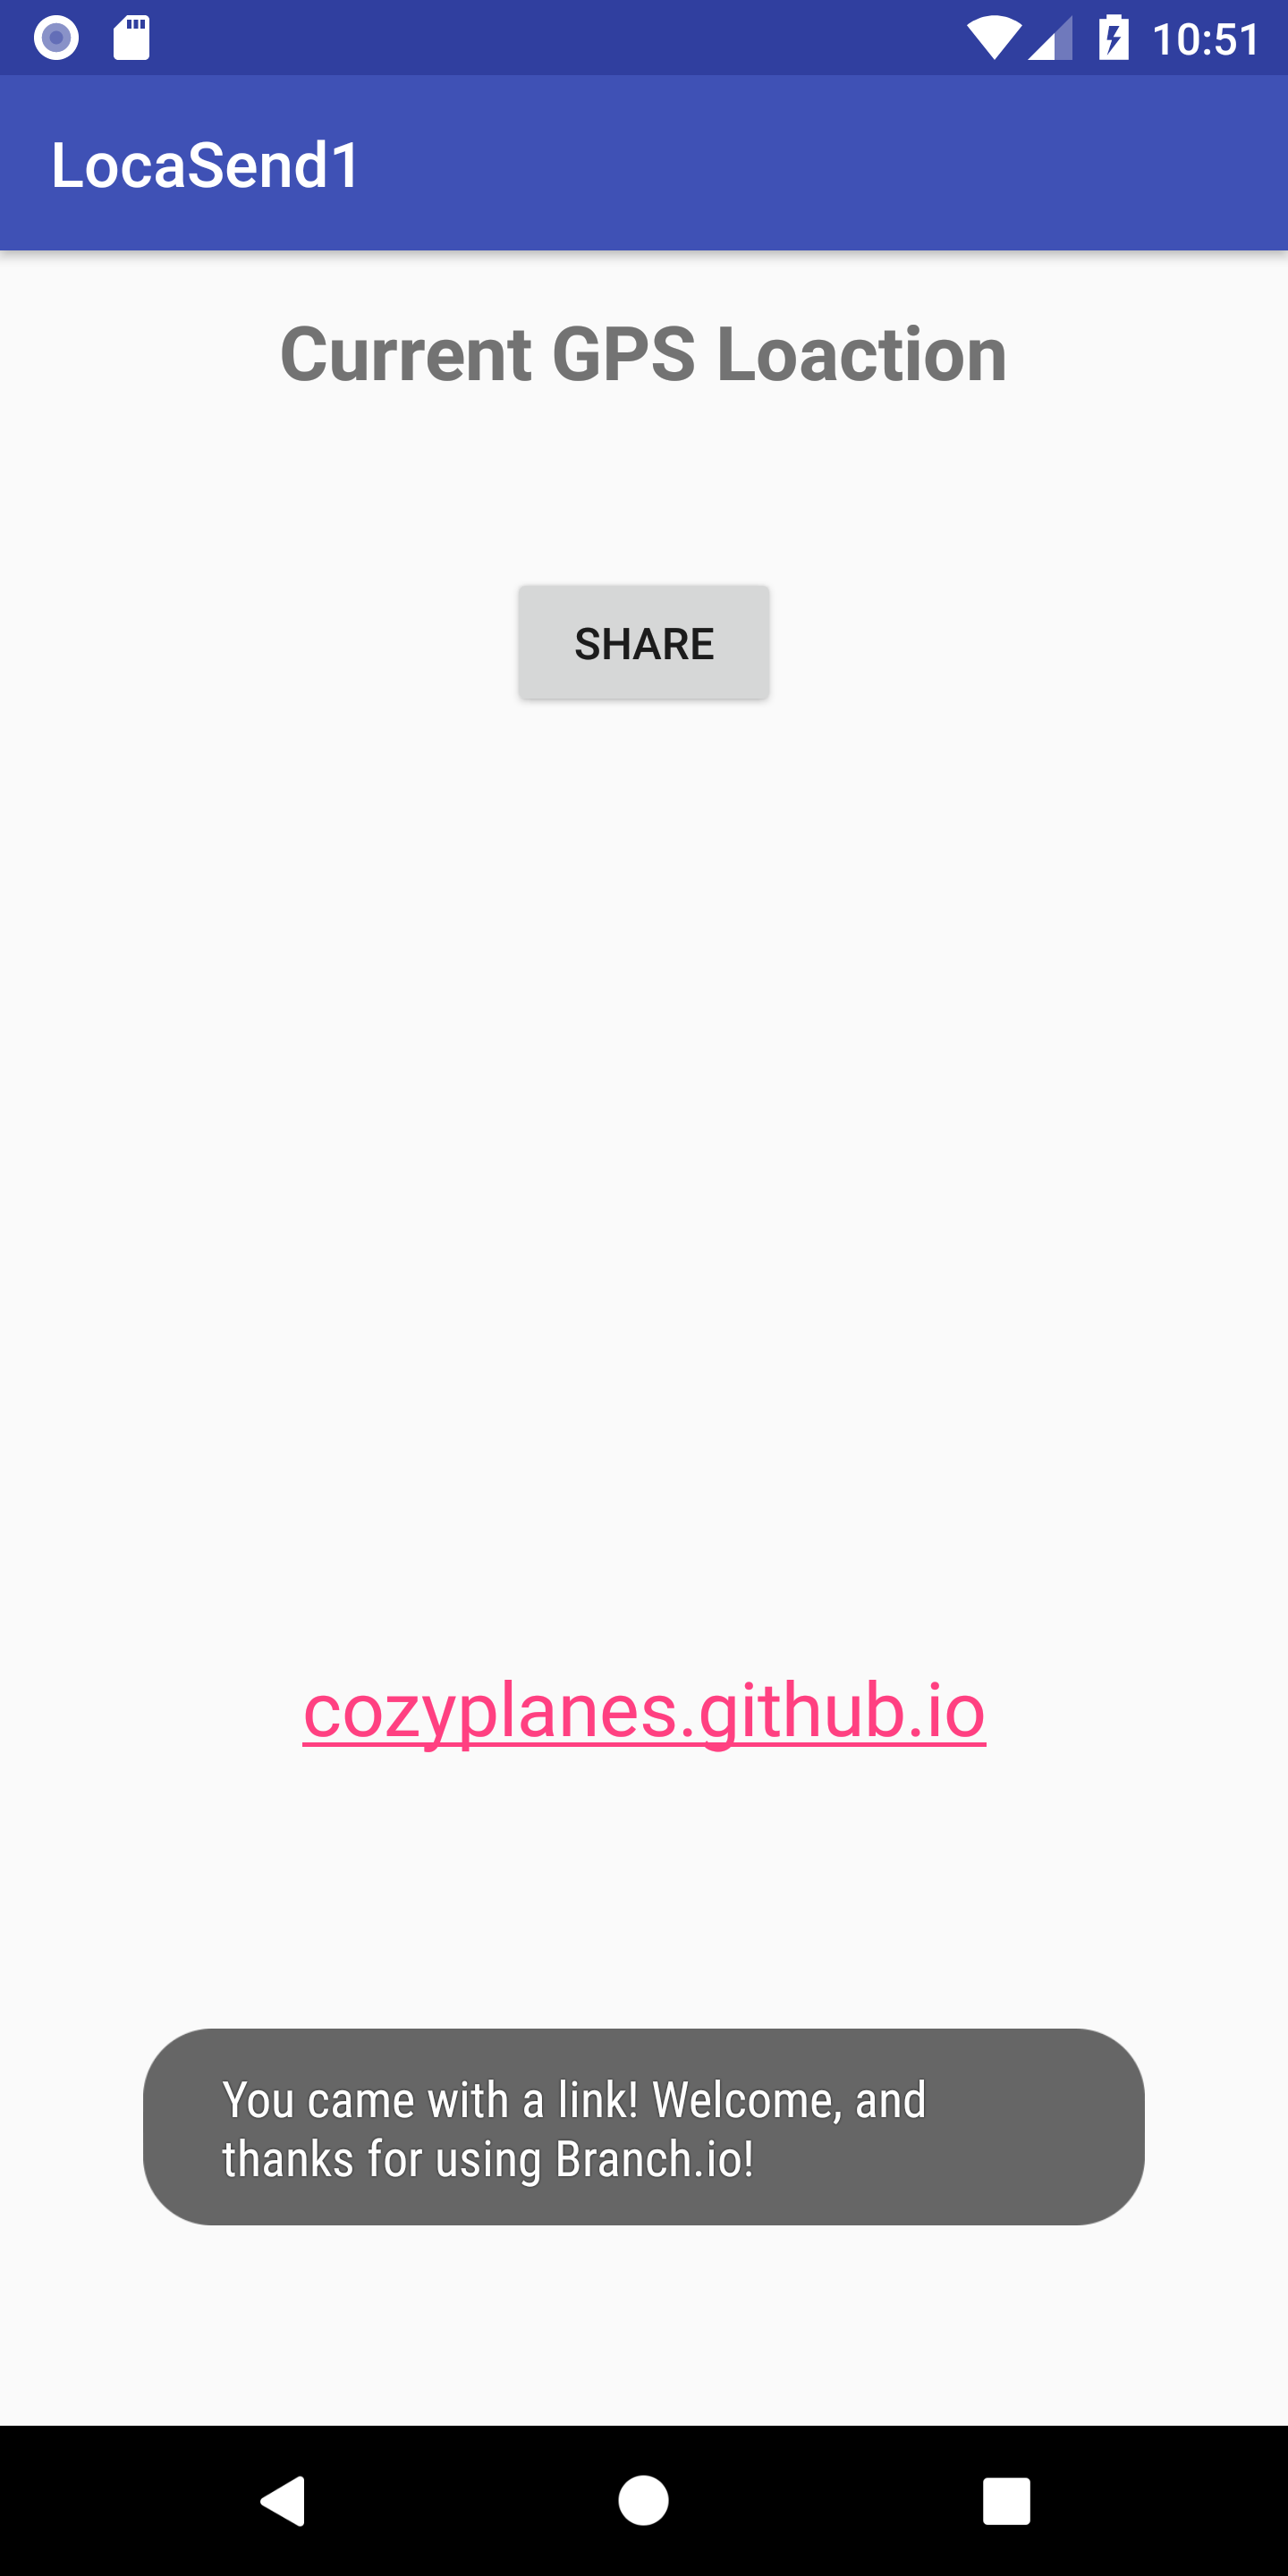 10:51
LocaSend1
Current GPS Loaction
SHARE
cozyplanes.github.io
You came with a link! Welcome, and
thanks for using Branch.io!